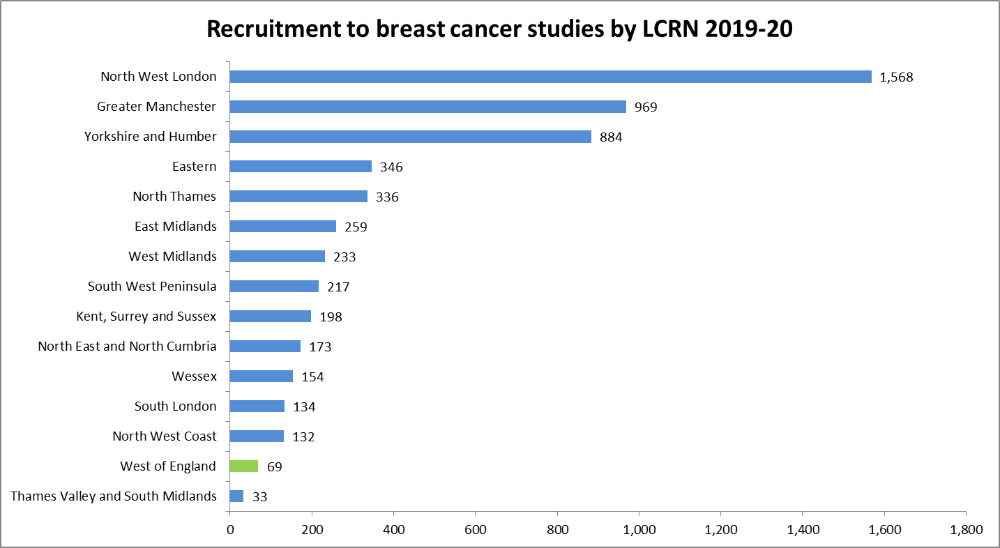 Recruitment to breast cancer studies by LCRN 2019-20
North West London 1,568
Greater Manchester 969
Yorkshire and Humber 884
Eastern 346
North Thames 336
East Midlands 259
West Midlands 233
South West Peninsula 217
Kent, Surrey and Sussex 198
North East and North Cumbria 173
Wessex 154
South London 134
North West Coast 132
West of England 69
Thames Valley and South Midlands 33
0 200 400 600 800 1,000 1,200 1,400 1,600 1,800